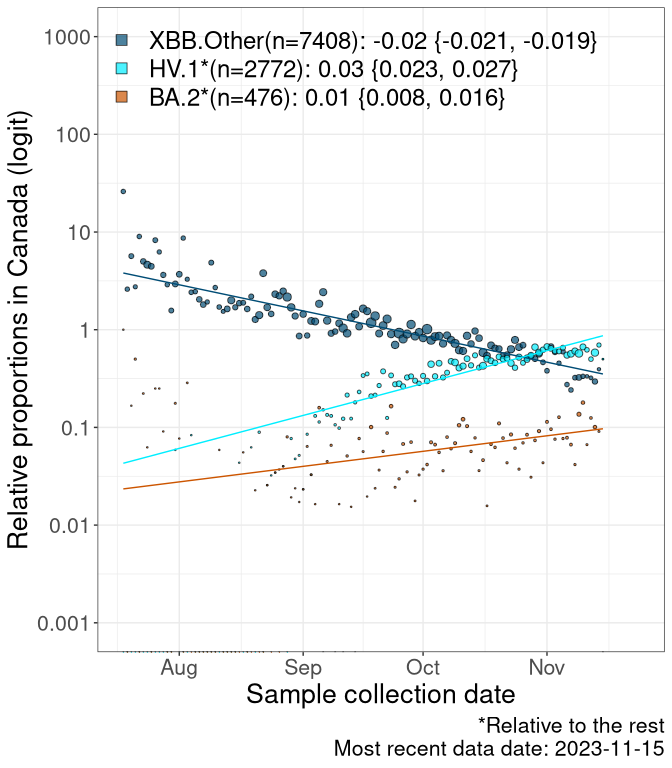 XBB.Other(n=7408): -0.02 {-0.021, -0.019}
HV.1*(n=2772): 0.03 {0.023, 0.027}
BA.2*(n=476): 0.01 {0.008, 0.016}
Relative proportions in Canada (logit)
1000
100
10
1
0.1
0.01
0.001
Aug Sep Oct Nov
Sample collection date
*Relative to the rest
Most recent data date: 2023-11-15